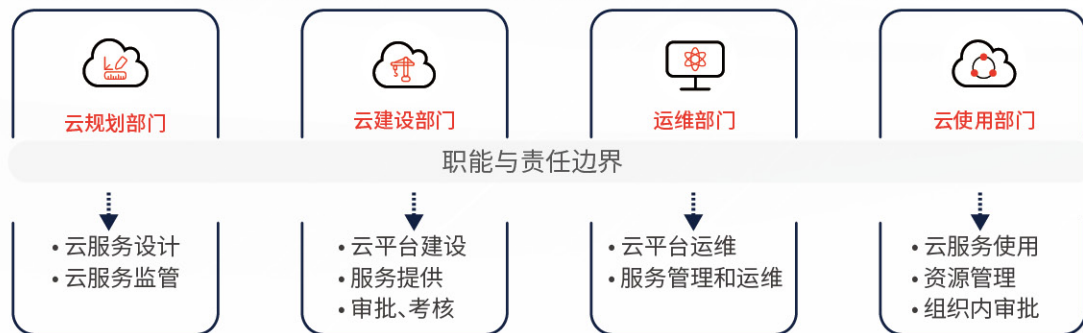 云规划部门
云建设部门
运维部门
云使用部门
职能与责任边界
• 云服务设计
• 云服务监管
• 云平台建设
• 服务提供
• 审批、考核
• 云平台运维
• 服务管理和运维
• 云服务使用
• 资源管理
• 组织内审批